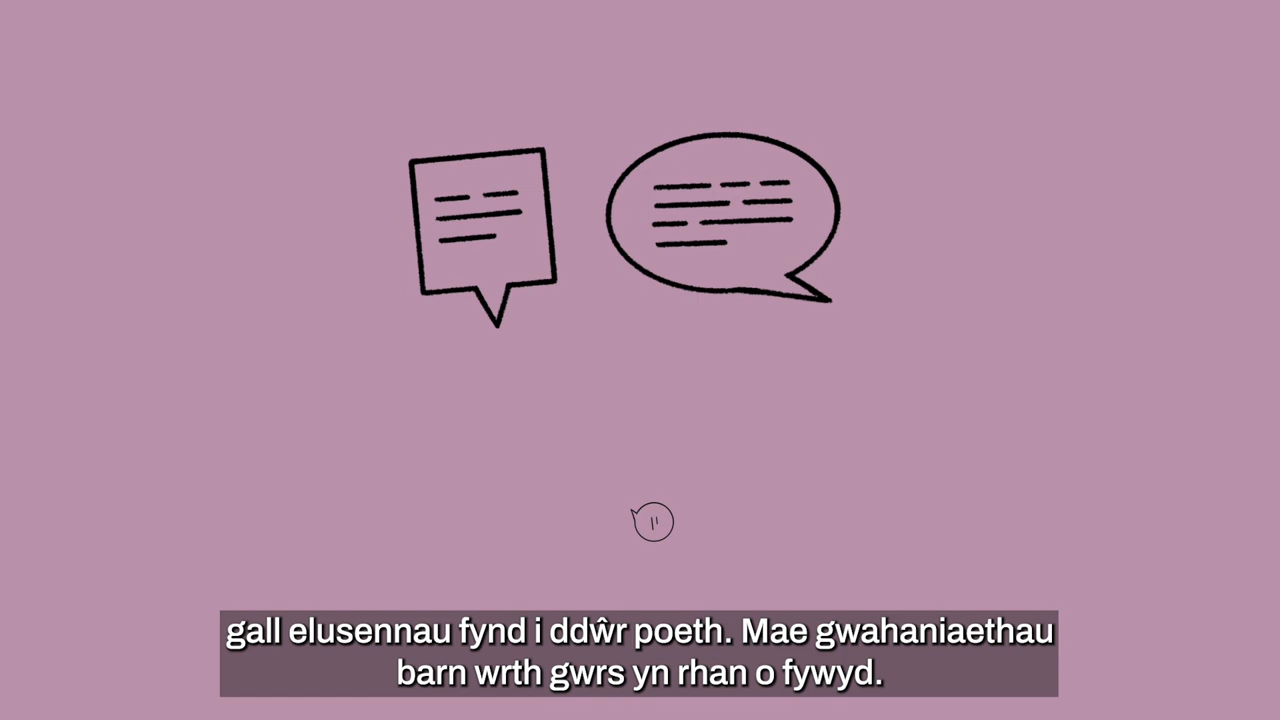 gall elusennau fynd i ddŵr poeth. Mae gwahaniaethau
barn wrth gwrs yn rhan o fywyd.